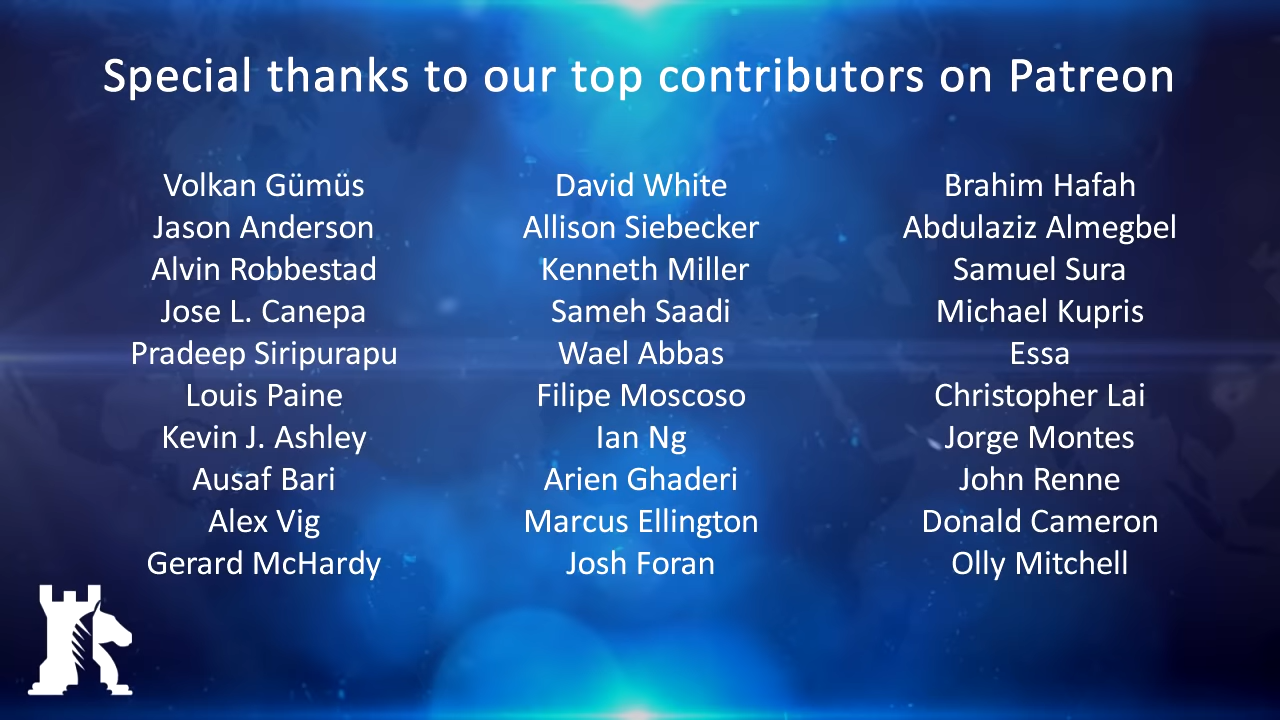 Special thanks to our top contributors on Patreon
Volkan Gümüs
Jason Anderson
Alvin Robbestad
Jose L. Canepa
Pradeep Siripurapu
Louis Paine
Kevin J. Ashley
Ausaf Bari
Alex Vig
Gerard McHardy
David White
Allison Siebecker
Kenneth Miller
Sameh Saadi
Wael Abbas
Filipe Moscoso
Ian Ng
Arien Ghaderi
Marcus Ellington
Josh Foran
Brahim Hafah
Abdulaziz Almegbel
Samuel Sura
Michael Kupris
Essa
Christopher Lai
Jorge Montes
John Renne
Donald Cameron
Olly Mitchell